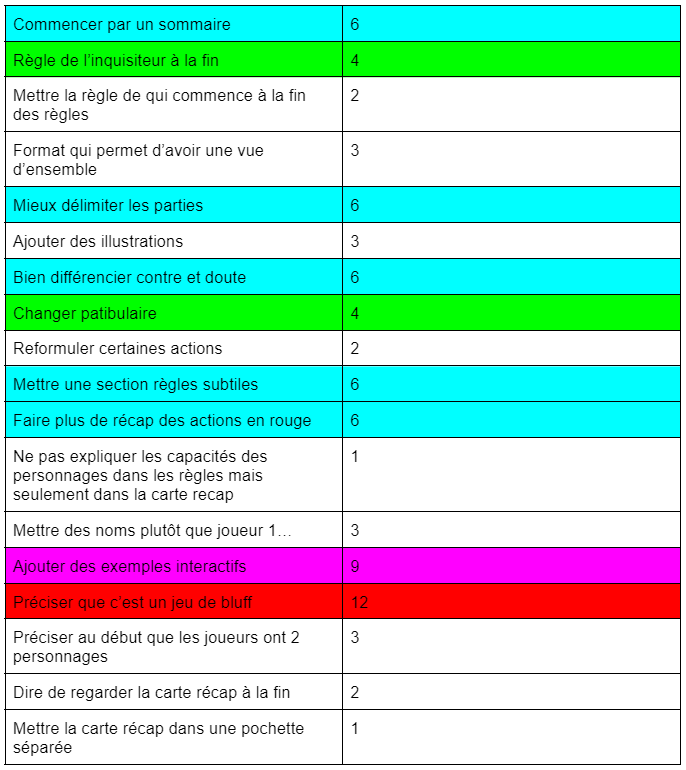 Commencer par un sommaire 6
Règle de l’inquisiteur à la fin 4
Mettre la règle de qui commence à la fin 2
des règles
Format qui permet d’avoir une vue 3
d’ensemble
Mieux délimiter les parties 6
Ajouter des illustrations 3
Bien différencier contre et doute 6
Changer patibulaire 4
Reformuler certaines actions 2
Mettre une section règles subtiles 6
Faire plus de récap des actions en rouge 6
Ne pas expliquer les capacités des 1
personnages dans les règles mais
seulement dans la carte recap
Mettre des noms plutôt que joueur 1… 3
Ajouter des exemples interactifs 9
Préciser que c’est un jeu de bluff 12
Préciser au début que les joueurs ont 2 3
personnages
Dire de regarder la carte récap à la fin 2
Mettre la carte récap dans une pochette 1
séparée